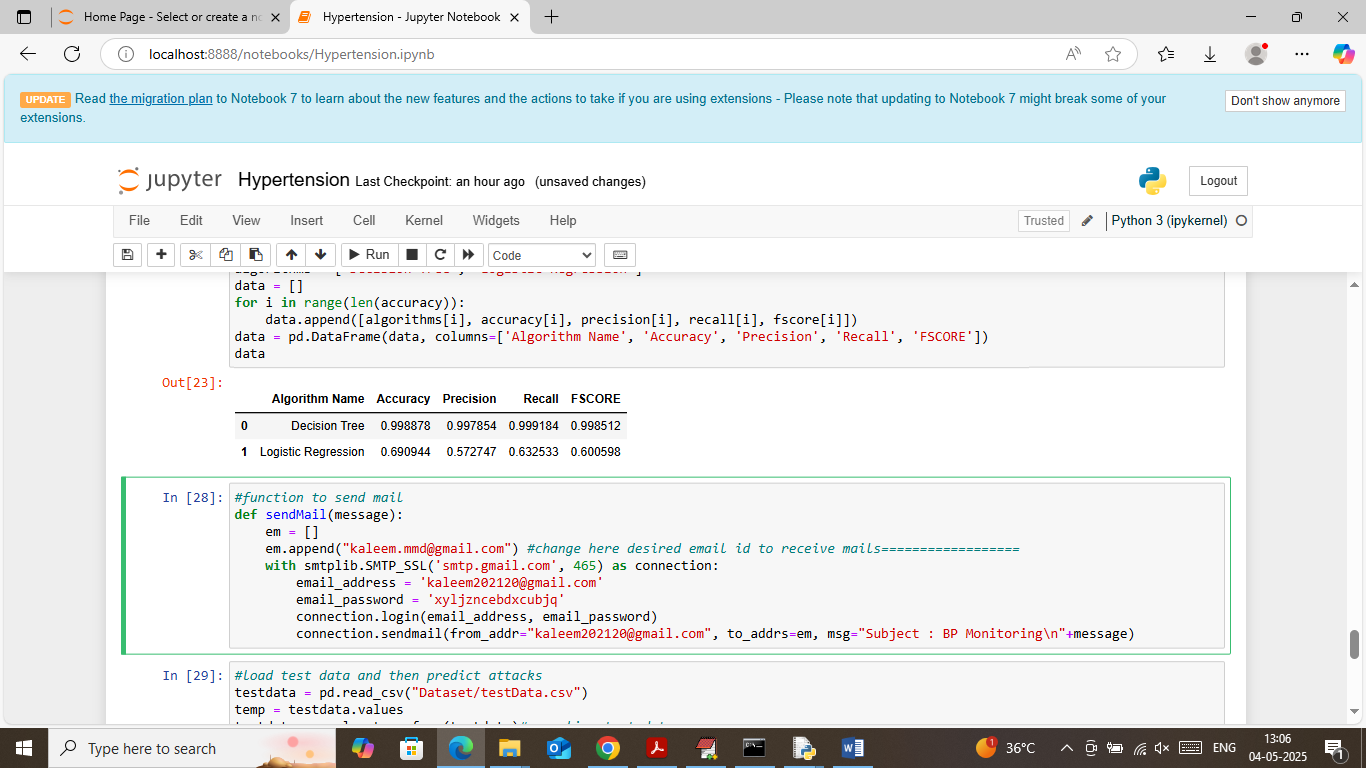 Home Page - Select or create a no
Hypertension - Jupyter Notebook
localhost:8888/notebooks/Hypertension.ipynb
UPDATE Read the migration plan to Notebook 7 to learn about the new features and the actions to take if you are using extensions - Please note that updating to Notebook 7 might break some of your
extensions.
Don't show anymore
jupyter Hypertension Last Checkpoint: an hour ago (unsaved changes)
Logout
File Edit View Insert Cell Kernel Widgets Help
Trusted Python 3 (ipykernel)
Run Code
data = []
for i in range(len(accuracy)):
    data.append([algorithms[i], accuracy[i], precision[i], recall[i], fscore[i]])
data = pd.DataFrame(data, columns=['Algorithm Name', 'Accuracy', 'Precision', 'Recall', 'FSCORE'])
data
Out[23]:
Algorithm Name Accuracy Precision Recall FSCORE
0 Decision Tree 0.998878 0.997854 0.999184 0.998512
1 Logistic Regression 0.690944 0.572747 0.632533 0.600598
In [28]: #function to send mail
def sendMail(message):
    em = []
    em.append("kaleem.mmd@gmail.com") #change here desired email id to receive mails==================
    with smtplib.SMTP_SSL('smtp.gmail.com', 465) as connection:
        email_address = 'kaleem202120@gmail.com'
        email_password = 'xyljzncebdxcubjq'
        connection.login(email_address, email_password)
        connection.sendmail(from_addr="kaleem202120@gmail.com", to_addrs=em, msg="Subject : BP Monitoring\n"+message)
In [29]: #load test data and then predict attacks
testdata = pd.read_csv("Dataset/testData.csv")
temp = testdata.values
Type here to search
1
36°C
ENG
13:06
04-05-2025
1